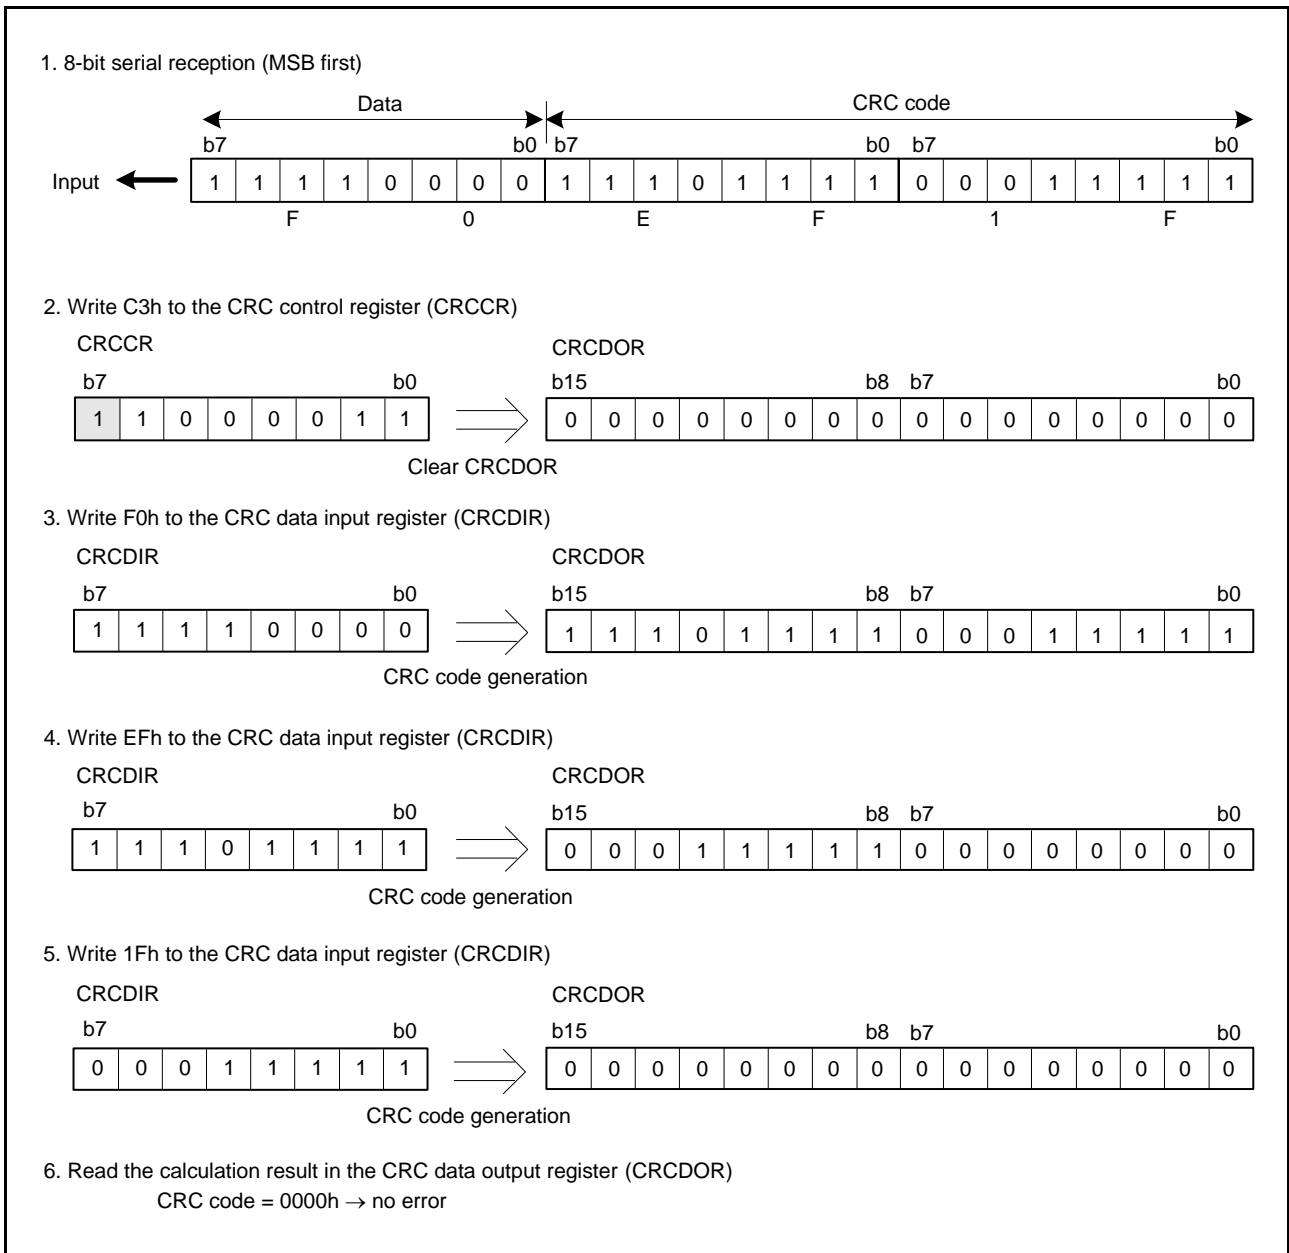 1. 8-bit serial reception (MSB first)
Data CRC code
b7 b0 b7 b0 b7 b0
Input 1 1 1 1 0 0 0 0 1 1 1 0 1 1 1 1 0 0 0 1 1 1 1 1
F 0 E F 1 F
2. Write C3h to the CRC control register (CRCCR)
CRCCR CRCDOR
b7 b0 b15 b8 b7 b0
1 1 0 0 0 0 1 1 0 0 0 0 0 0 0 0 0 0 0 0 0 0 0 0
Clear CRCDOR
3. Write F0h to the CRC data input register (CRCDIR)
CRCDIR CRCDOR
b7 b0 b15 b8 b7 b0
1 1 1 1 0 0 0 0 1 1 1 0 1 1 1 1 0 0 0 1 1 1 1 1
CRC code generation
4. Write EFh to the CRC data input register (CRCDIR)
CRCDIR CRCDOR
b7 b0 b15 b8 b7 b0
1 1 1 0 1 1 1 1 0 0 0 1 1 1 1 1 0 0 0 0 0 0 0 0
CRC code generation
5. Write 1Fh to the CRC data input register (CRCDIR)
CRCDIR CRCDOR
b7 b0 b15 b8 b7 b0
0 0 0 1 1 1 1 1 0 0 0 0 0 0 0 0 0 0 0 0 0 0 0 0
CRC code generation
6. Read the calculation result in the CRC data output register (CRCDOR)
CRC code = 0000h → no error